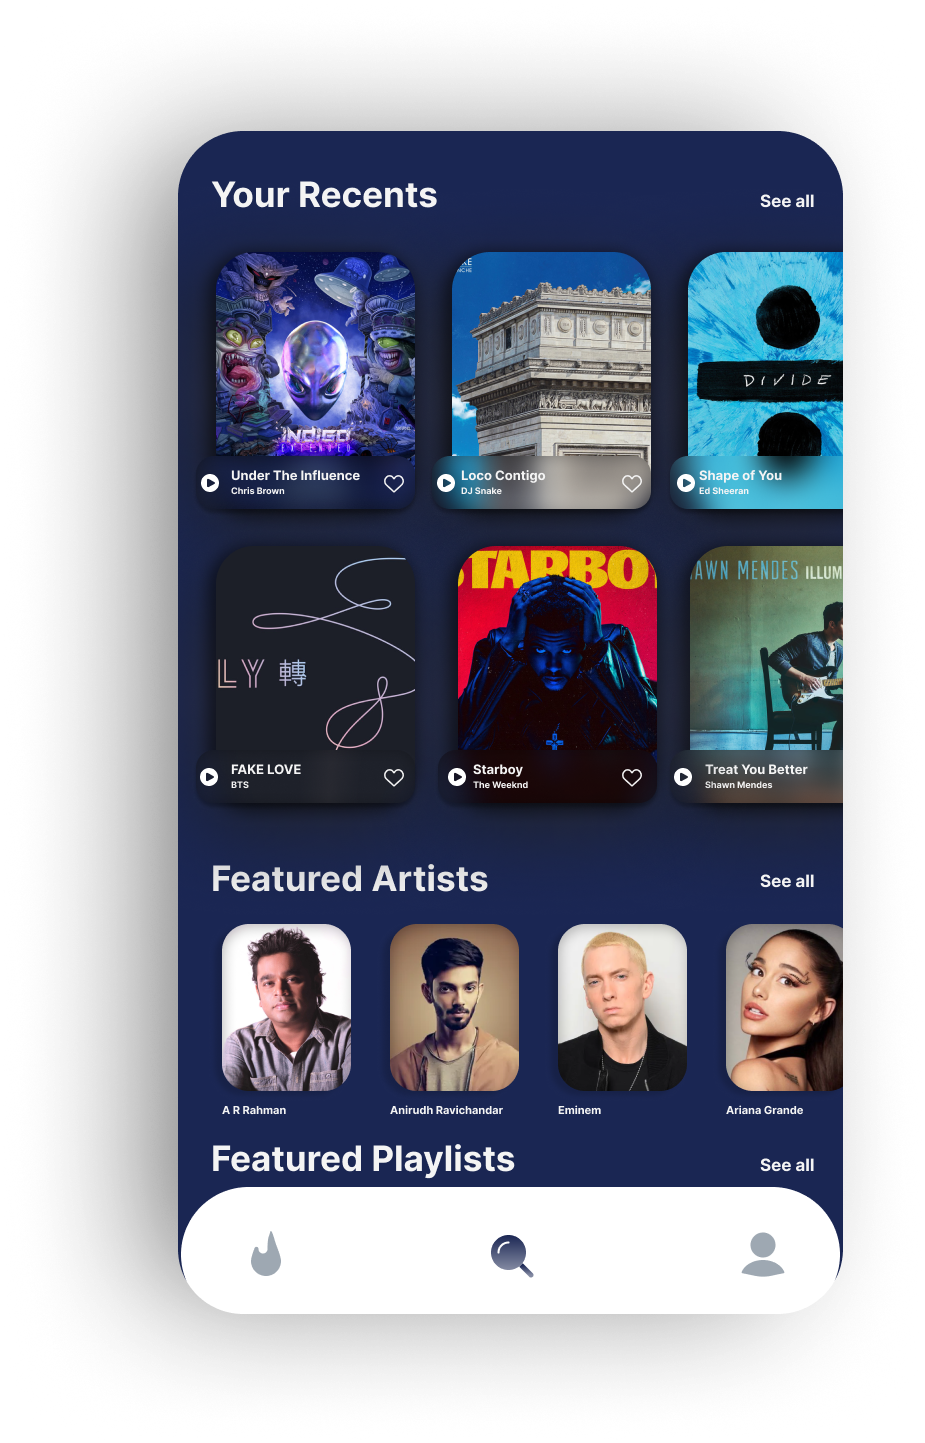 Your Recents
See all
INDIGO
EXTENDED
Under The Influence
Chris Brown
Loco Contigo
DJ Snake
DIVIDE
Shape of You
Ed Sheeran
LY 轉
FAKE LOVE
BTS
STARBOY
Starboy
The Weeknd
AWN MENDES ILLUM
Treat You Better
Shawn Mendes
Featured Artists
See all
A R Rahman
Anirudh Ravichandar
Eminem
Ariana Grande
Featured Playlists
See all